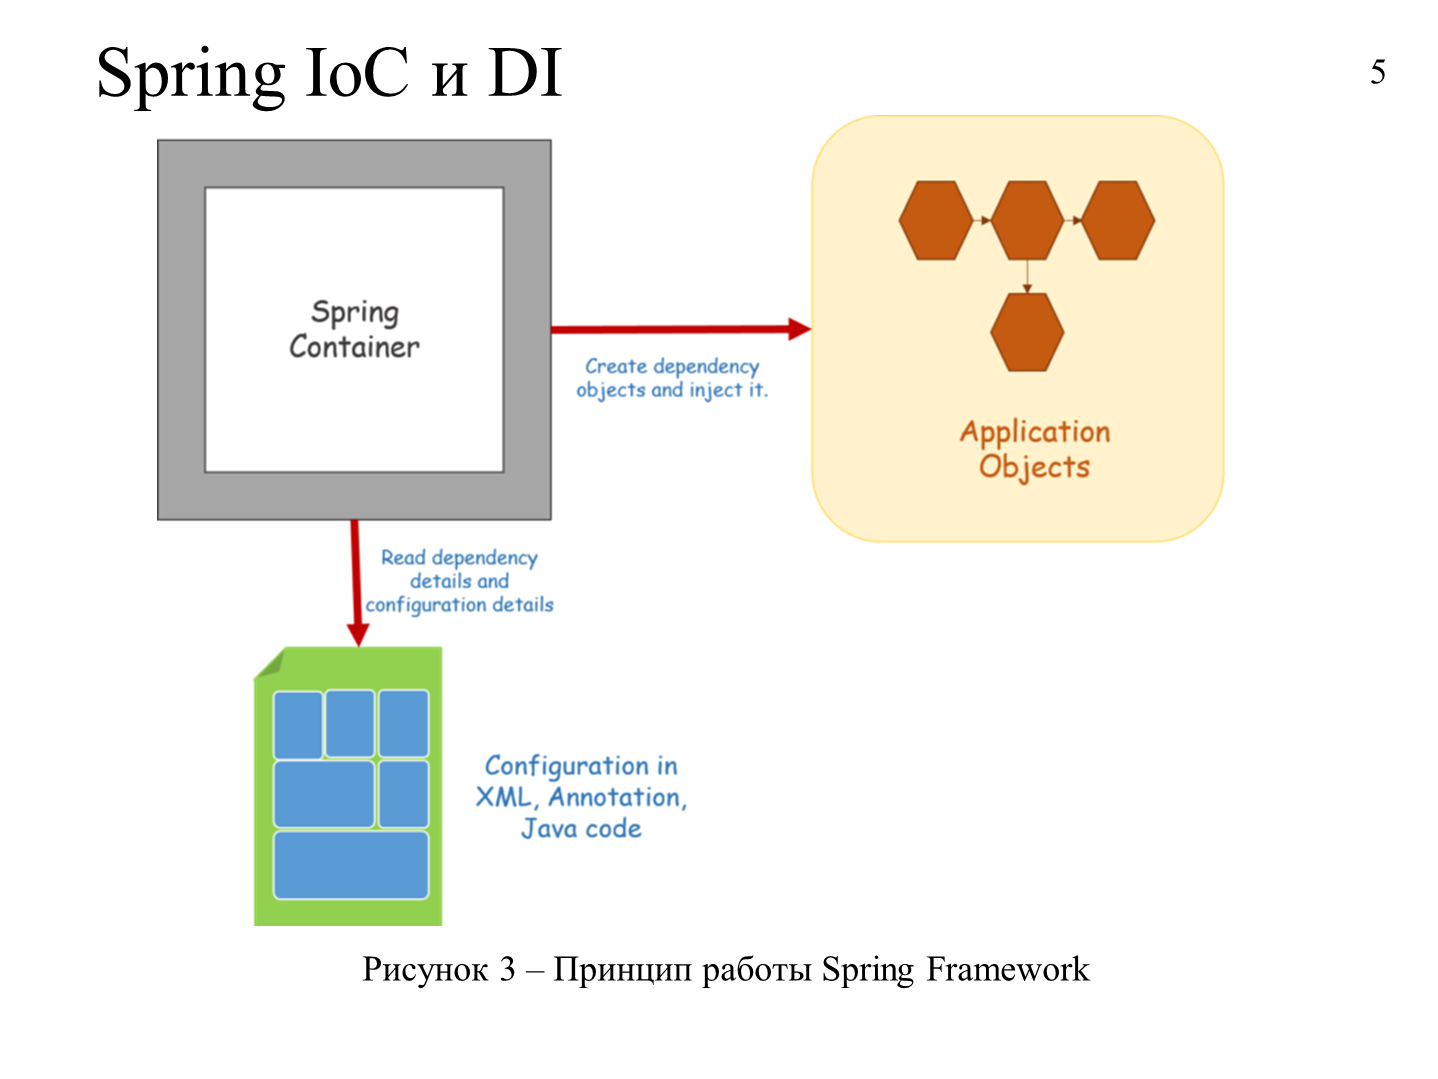 Spring IoC и DI
5
Spring
Container
Create dependency
objects and inject it.
Application
Objects
Read dependency
details and
configuration details
Configuration in
XML, Annotation,
Java code
Рисунок 3 – Принцип работы Spring Framework